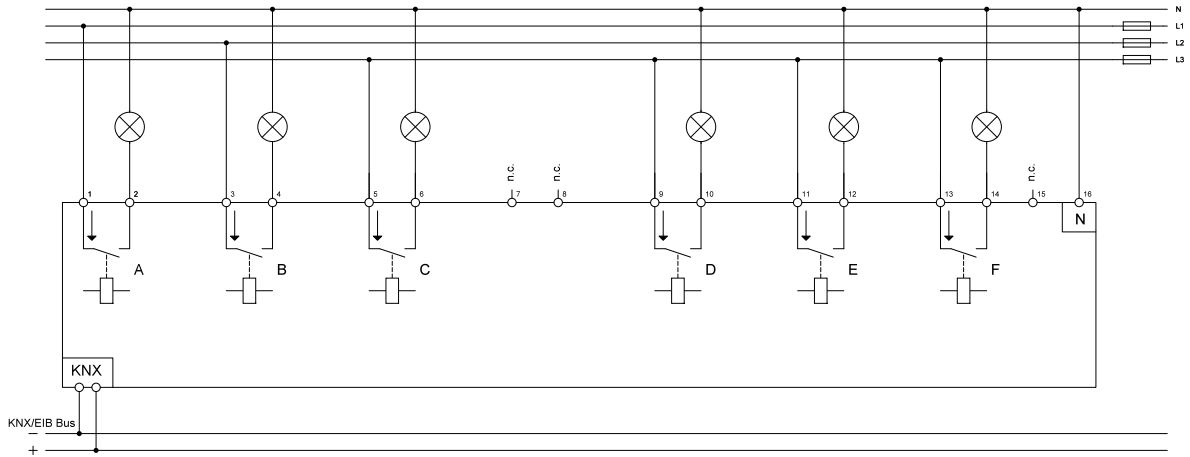 N
L1
L2
L3
n.c. n.c. n.c.
1 2 3 4 5 6 7 8 9 10 11 12 13 14 15 16
N
A B C D E F
KNX
KNX/EIB Bus
−
+